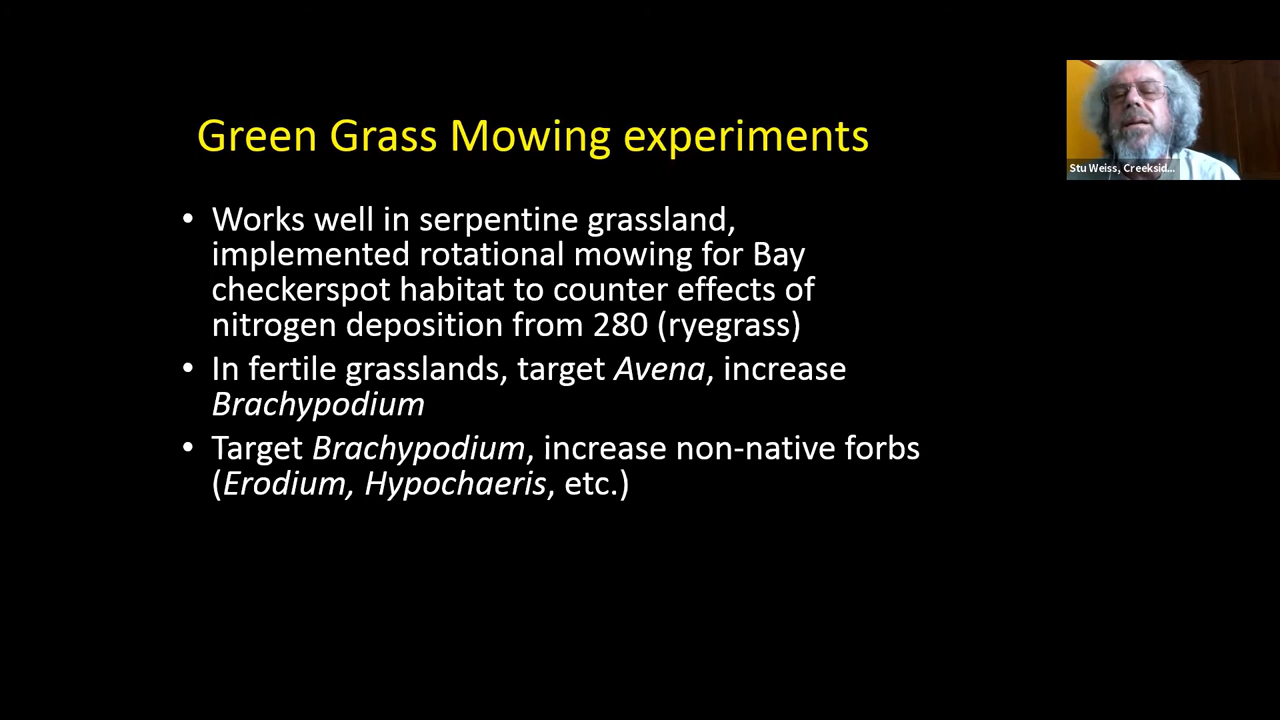 Green Grass Mowing experiments
Stu Weiss, Creeksid...
• Works well in serpentine grassland,
implemented rotational mowing for Bay
checkerspot habitat to counter effects of
nitrogen deposition from 280 (ryegrass)
• In fertile grasslands, target Avena, increase
Brachypodium
• Target Brachypodium, increase non-native forbs
(Erodium, Hypochaeris, etc.)